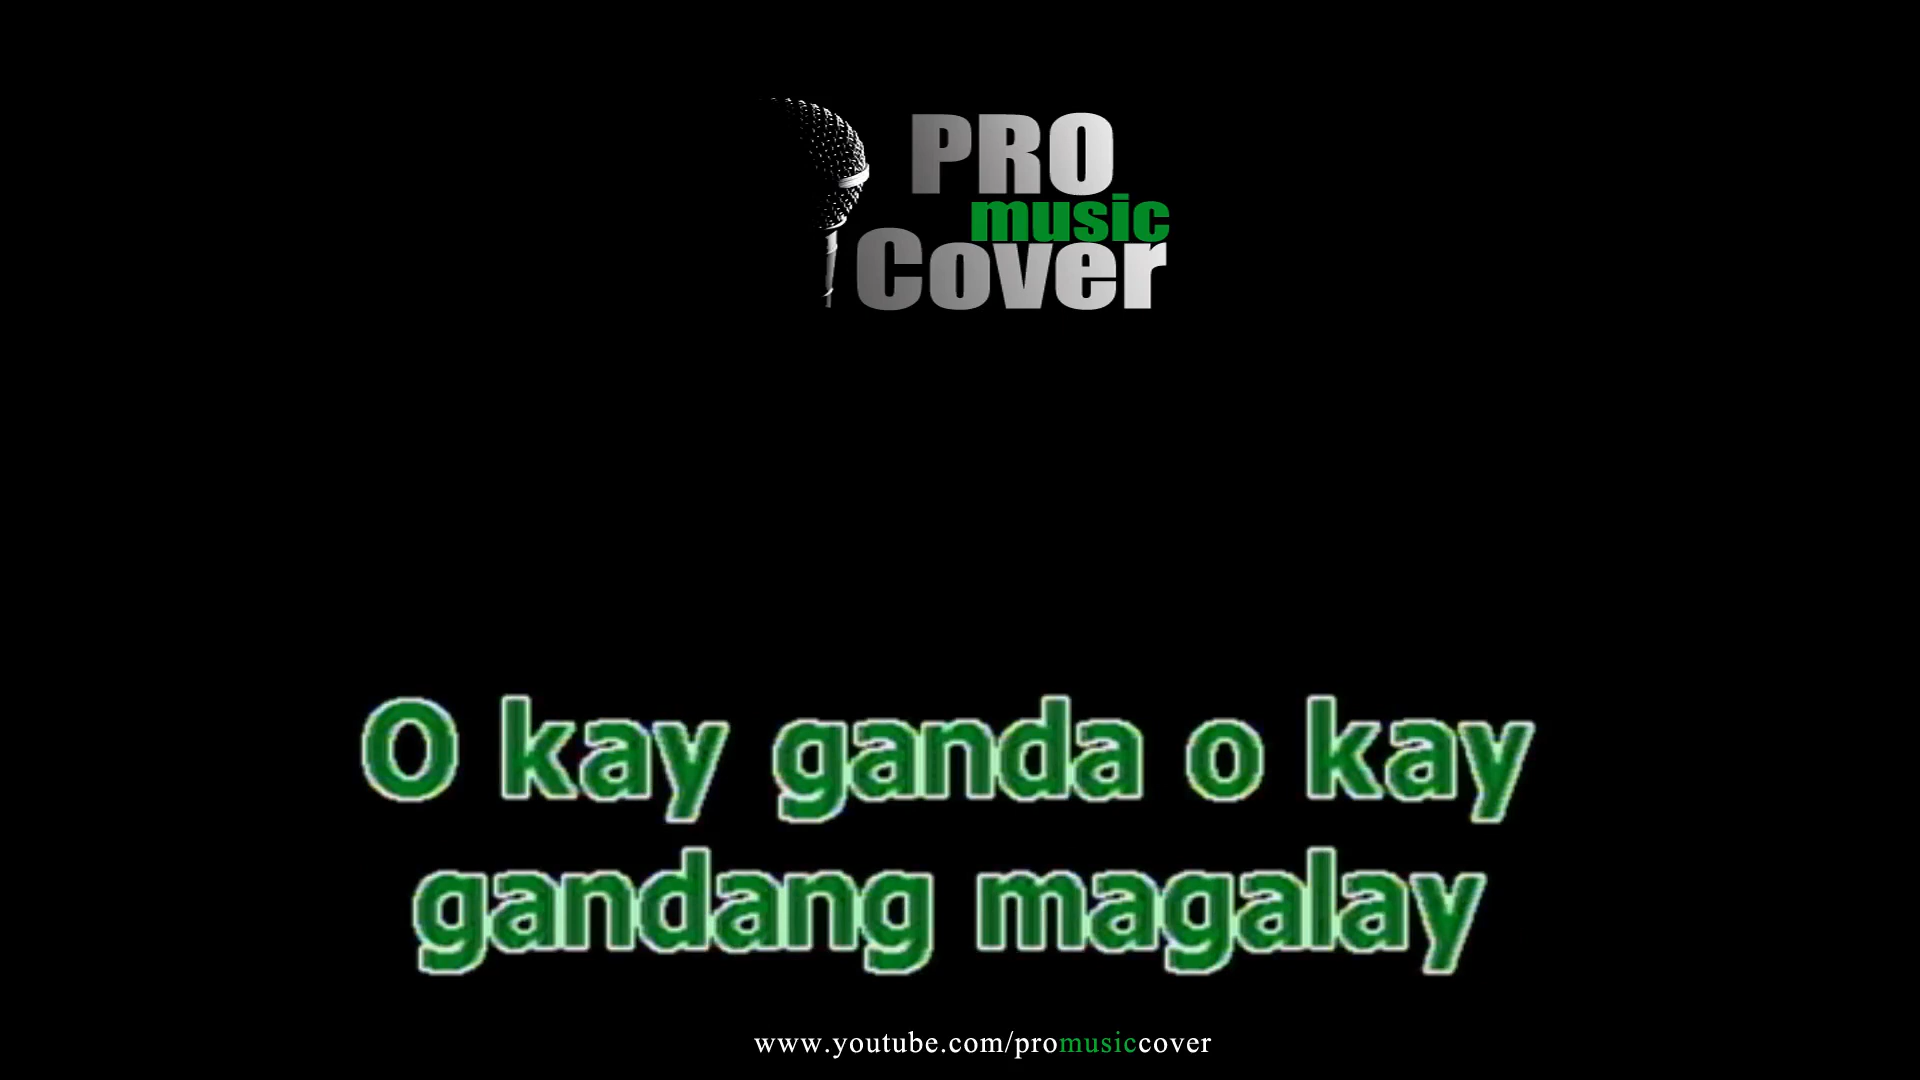 PRO
music
Cover
O kay ganda o kay
gandang magalay
www.youtube.com/promusiccover